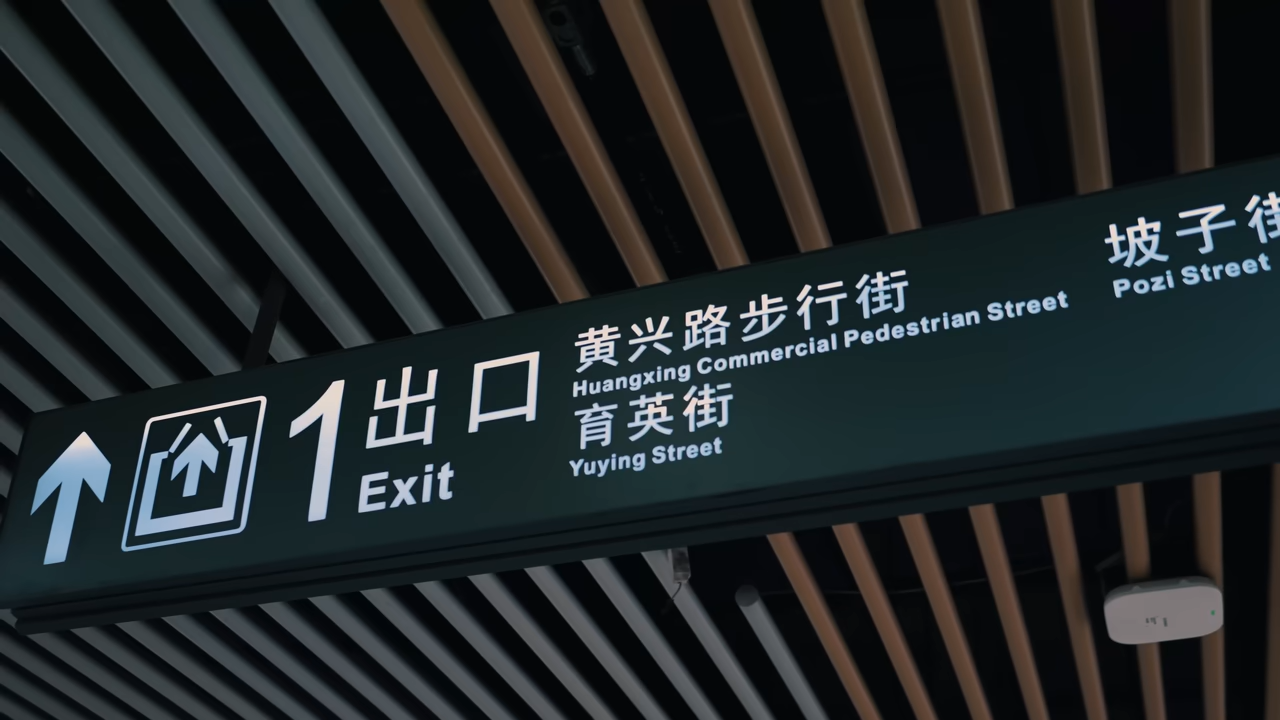 1 出口
Exit
黄兴路步行街
Huangxing Commercial Pedestrian Street
育英街
Yuying Street
坡子街
Pozi Street